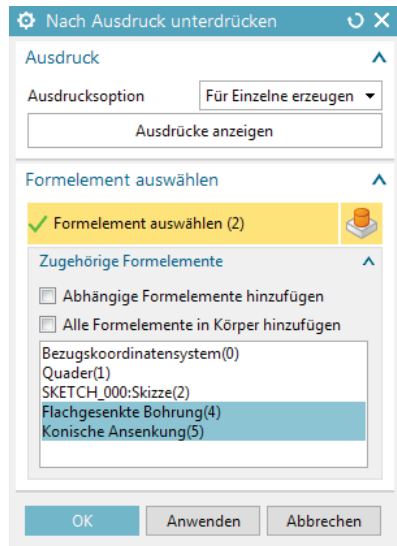 Nach Ausdruck unterdrücken
Ausdruck
Ausdrucksoption Für Einzelne erzeugen
Ausdrücke anzeigen
Formelement auswählen
Formelement auswählen (2)
Zugehörige Formelemente
Abhängige Formelemente hinzufügen
Alle Formelemente in Körper hinzufügen
Bezugskoordinatensystem(0)
Quader(1)
SKETCH_000:Skizze(2)
Flachgesenkte Bohrung(4)
Konische Ansenkung(5)
OK Anwenden Abbrechen